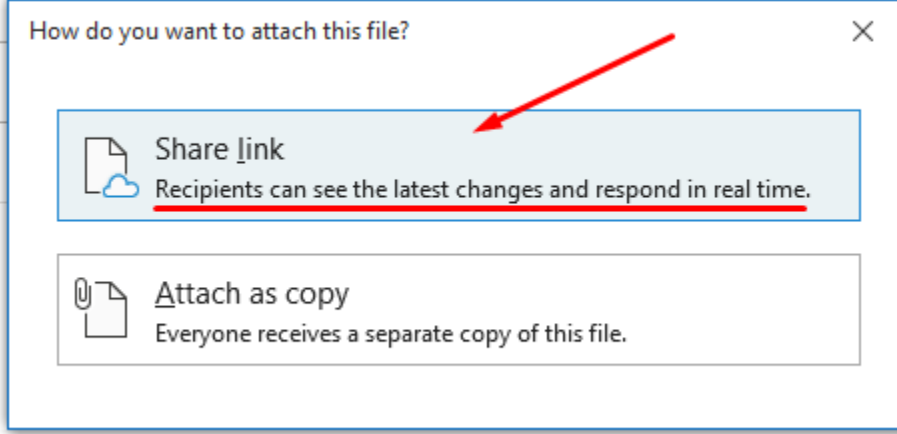 How do you want to attach this file?
Share link
Recipients can see the latest changes and respond in real time.
Attach as copy
Everyone receives a separate copy of this file.